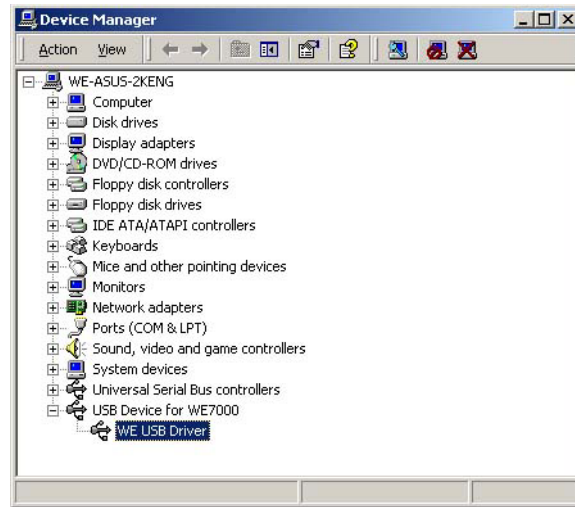 Device Manager
Action View
WE-ASUS-2KENG
Computer
Disk drives
Display adapters
DVD/CD-ROM drives
Floppy disk controllers
Floppy disk drives
IDE ATA/ATAPI controllers
Keyboards
Mice and other pointing devices
Monitors
Network adapters
Ports (COM & LPT)
Sound, video and game controllers
System devices
Universal Serial Bus controllers
USB Device for WE7000
WE USB Driver